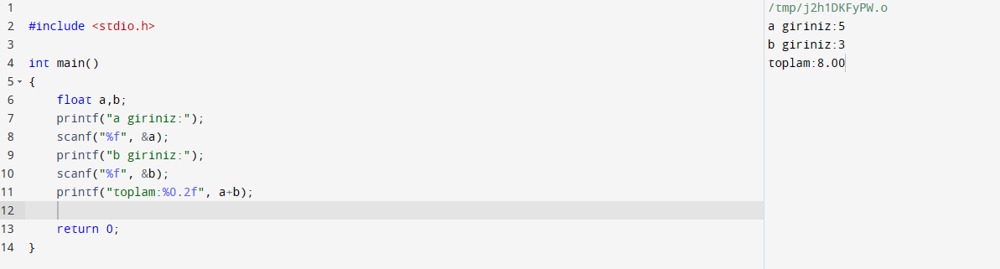 1
2 #include <stdio.h>
3
4 int main()
5 {
6 float a,b;
7 printf("a giriniz:");
8 scanf("%f", &a);
9 printf("b giriniz:");
10 scanf("%f", &b);
11 printf("toplam:%0.2f", a+b);
12
13 return 0;
14 }
/tmp/j2h1DKFyPW.o
a giriniz:5
b giriniz:3
toplam:8.00